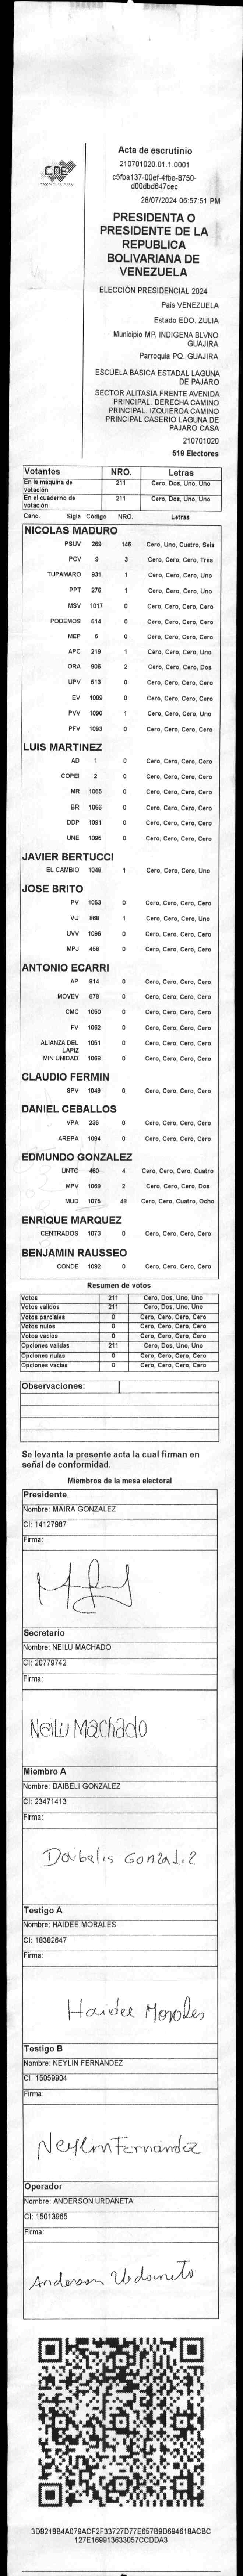 CNE
Acta de escrutinio
210701020.01.1.0001
c5fba137-00ef-4fbe-8750-
d00dbd647cec
28/07/2024 06:57:51 PM
PRESIDENTA O
PRESIDENTE DE LA
REPUBLICA
BOLIVARIANA DE
VENEZUELA
ELECCIÓN PRESIDENCIAL 2024
Pais VENEZUELA
Estado EDO. ZULIA
Municipio MP. INDIGENA BLVNO
GUAJIRA
Parroquia PQ. GUAJIRA
ESCUELA BASICA ESTADAL LAGUNA
DE PAJARO
SECTOR ALITASIA FRENTE AVENIDA
PRINCIPAL. DERECHA CAMINO
PRINCIPAL. IZQUIERDA CAMINO
PRINCIPAL CASERIO LAGUNA DE
PAJARO CASA
210701020
519 Electores
Votantes NRO. Letras
En la máquina de votación 211 Cero, Dos, Uno, Uno
En el cuaderno de votación 211 Cero, Dos, Uno, Uno
Cand. Sigla Código NRO. Letras
NICOLAS MADURO
PSUV 269 146 Cero, Uno, Cuatro, Seis
PCV 9 3 Cero, Cero, Cero, Tres
TUPAMARO 931 1 Cero, Cero, Cero, Uno
PPT 276 1 Cero, Cero, Cero, Uno
MSV 1017 0 Cero, Cero, Cero, Cero
PODEMOS 514 0 Cero, Cero, Cero, Cero
MEP 6 0 Cero, Cero, Cero, Cero
APC 219 1 Cero, Cero, Cero, Uno
ORA 906 2 Cero, Cero, Cero, Dos
UPV 513 0 Cero, Cero, Cero, Cero
EV 1099 0 Cero, Cero, Cero, Cero
PVV 1090 1 Cero, Cero, Cero, Uno
PFV 1093 0 Cero, Cero, Cero, Cero
LUIS MARTINEZ
AD 1 0 Cero, Cero, Cero, Cero
COPEI 2 0 Cero, Cero, Cero, Cero
MR 1065 0 Cero, Cero, Cero, Cero
BR 1066 0 Cero, Cero, Cero, Cero
DDP 1091 0 Cero, Cero, Cero, Cero
UNE 1095 0 Cero, Cero, Cero, Cero
JAVIER BERTUCCI
EL CAMBIO 1048 1 Cero, Cero, Cero, Uno
JOSE BRITO
PV 1053 0 Cero, Cero, Cero, Cero
VU 868 1 Cero, Cero, Cero, Uno
UVV 1096 0 Cero, Cero, Cero, Cero
MPJ 458 0 Cero, Cero, Cero, Cero
ANTONIO ECARRI
AP 914 0 Cero, Cero, Cero, Cero
MOVEV 878 0 Cero, Cero, Cero, Cero
CMC 1050 0 Cero, Cero, Cero, Cero
FV 1062 0 Cero, Cero, Cero, Cero
ALIANZA DEL LAPIZ 1051 0 Cero, Cero, Cero, Cero
MIN UNIDAD 1068 0 Cero, Cero, Cero, Cero
CLAUDIO FERMIN
SPV 1049 0 Cero, Cero, Cero, Cero
DANIEL CEBALLOS
VPA 236 0 Cero, Cero, Cero, Cero
AREPA 1094 0 Cero, Cero, Cero, Cero
EDMUNDO GONZALEZ
UNTC 460 4 Cero, Cero, Cero, Cuatro
MPV 1069 2 Cero, Cero, Cero, Dos
MUD 1075 48 Cero, Cero, Cuatro, Ocho
ENRIQUE MARQUEZ
CENTRADOS 1073 0 Cero, Cero, Cero, Cero
BENJAMIN RAUSSEO
CONDE 1092 0 Cero, Cero, Cero, Cero
Resumen de votos
Votos 211 Cero, Dos, Uno, Uno
Votos validos 211 Cero, Dos, Uno, Uno
Votos parciales 0 Cero, Cero, Cero, Cero
Votos nulos 0 Cero, Cero, Cero, Cero
Votos vacios 0 Cero, Cero, Cero, Cero
Opciones validas 211 Cero, Dos, Uno, Uno
Opciones nulas 0 Cero, Cero, Cero, Cero
Opciones vacias 0 Cero, Cero, Cero, Cero
Observaciones:
Se levanta la presente acta la cual firman en
señal de conformidad.
Miembros de la mesa electoral
Presidente
Nombre: MAIRA GONZALEZ
CI: 14127987
Firma:
Secretario
Nombre: NEILU MACHADO
CI: 20779742
Firma:
Neilu Machado
Miembro A
Nombre: DAIBELI GONZALEZ
CI: 23471413
Firma:
Daibelis Gonzalez
Testigo A
Nombre: HAIDEE MORALES
CI: 18382647
Firma:
Haidee Morales
Testigo B
Nombre: NEYLIN FERNANDEZ
CI: 15059904
Firma:
Neylin Fernandez
Operador
Nombre: ANDERSON URDANETA
CI: 15013965
Firma:
Anderson Urdaneta
3D8218B4A079ACF2F33727D77E657B9D694618ACBC
127E169913633057CCDDA3